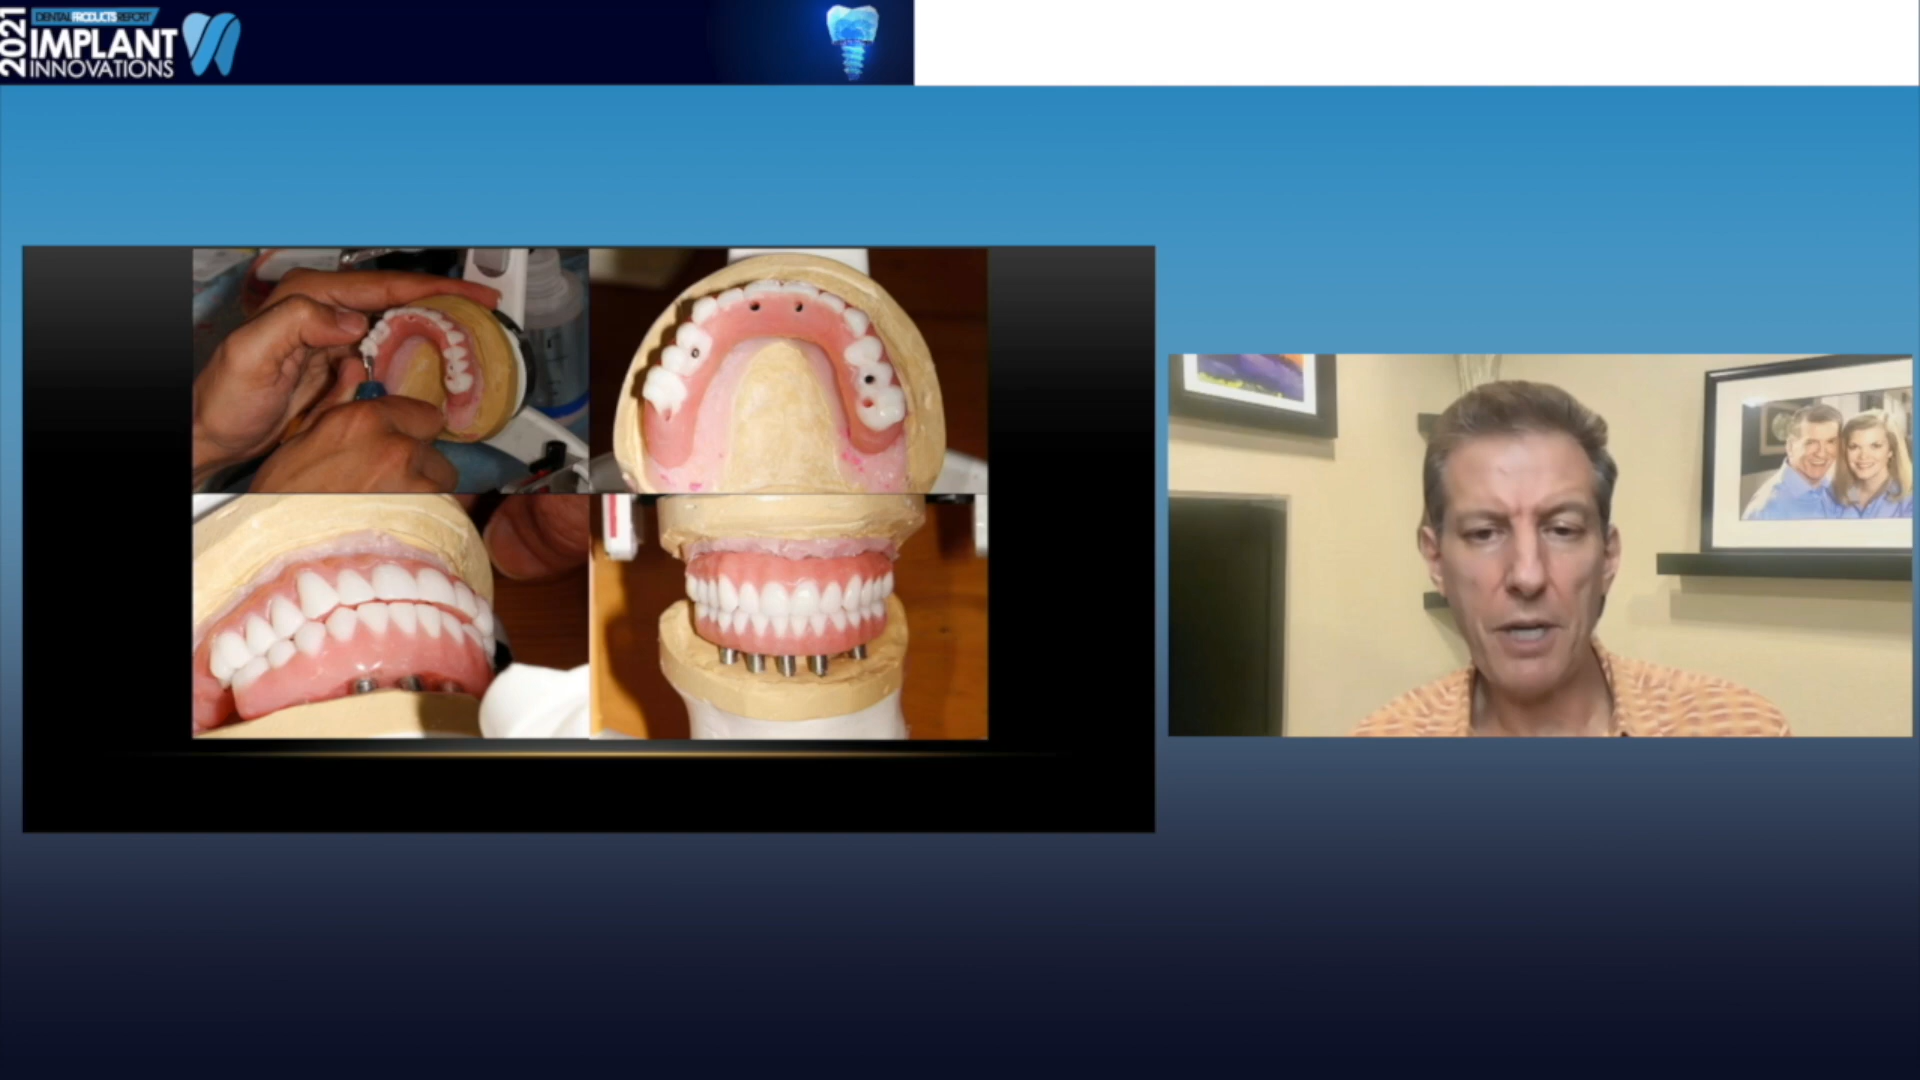 2021
DENTAL PRODUCTS REPORT
IMPLANT
INNOVATIONS